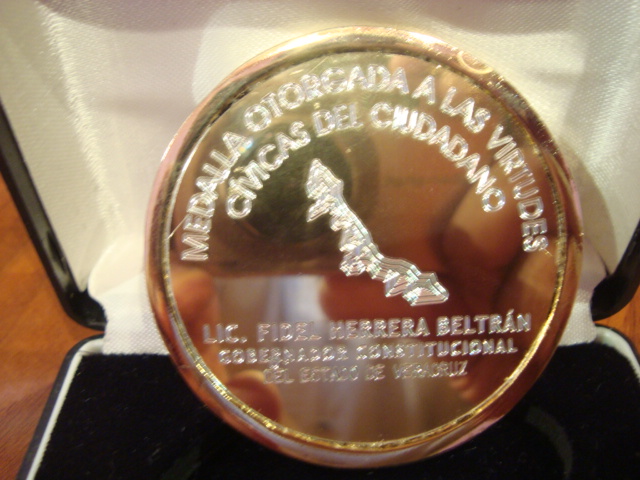 MEDALLA OTORGADA A LAS VIRTUDES
CÍVICAS DEL CIUDADANO
LIC. FIDEL HERRERA BELTRÁN
GOBERNADOR CONSTITUCIONAL
DEL ESTADO DE VERACRUZ